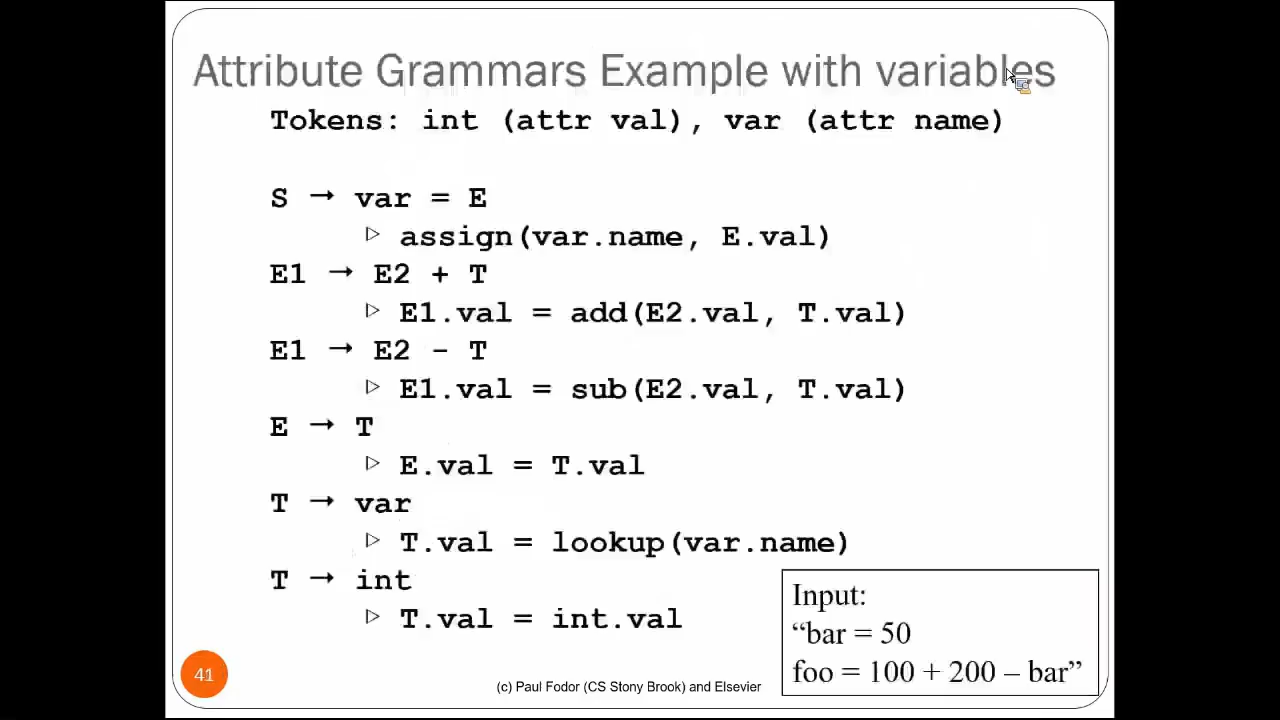 Attribute Grammars Example with variables
Tokens: int (attr val), var (attr name)
S → var = E
▷ assign(var.name, E.val)
E1 → E2 + T
▷ E1.val = add(E2.val, T.val)
E1 → E2 - T
▷ E1.val = sub(E2.val, T.val)
E → T
▷ E.val = T.val
T → var
▷ T.val = lookup(var.name)
T → int
▷ T.val = int.val
Input:
“bar = 50
foo = 100 + 200 – bar”
41
(c) Paul Fodor (CS Stony Brook) and Elsevier